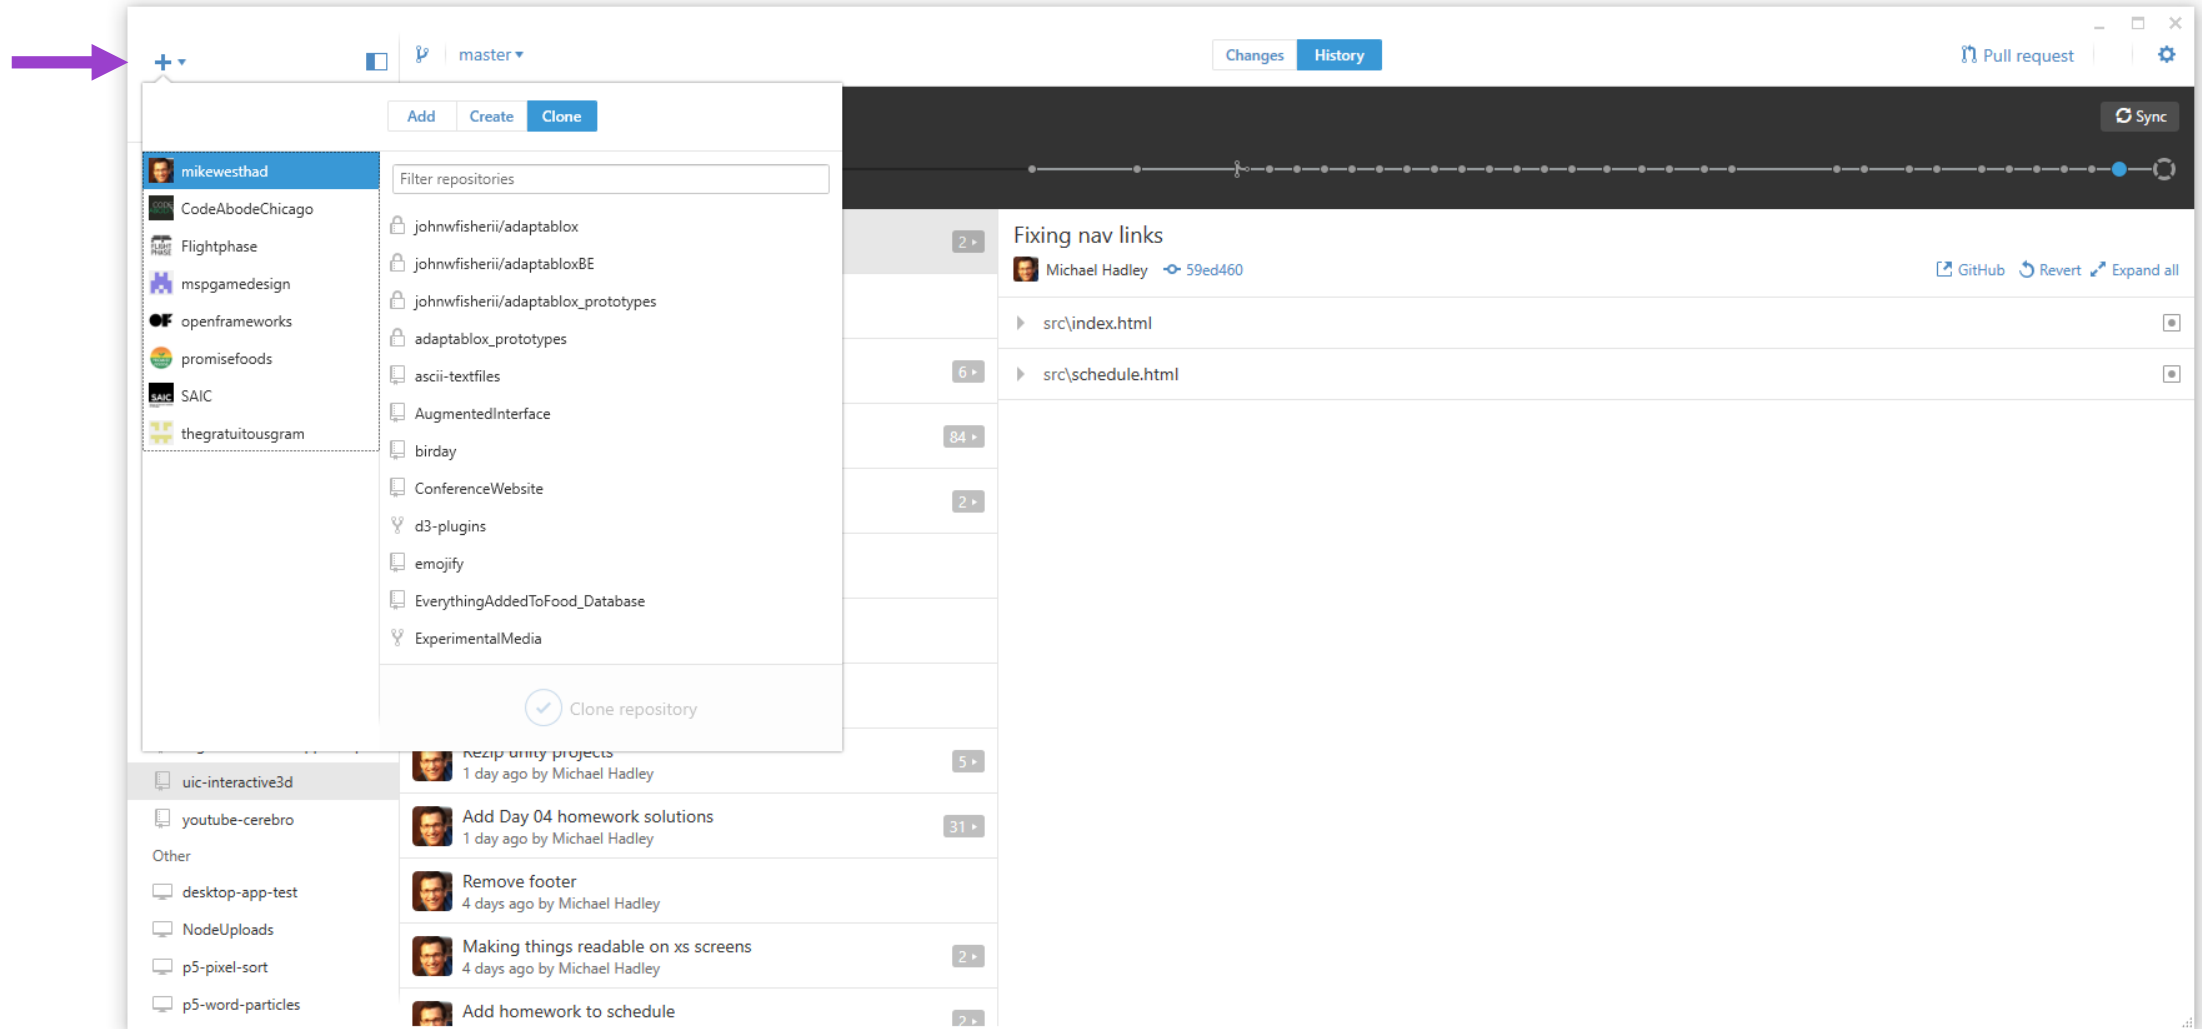 master
Changes
History
Pull request
Add
Create
Clone
Sync
mikewesthad
CodeAbodeChicago
Flightphase
mspgamedesign
openframeworks
promisefoods
SAIC
thegratuitousgram
Filter repositories
johnwfisherii/adaptablox
johnwfisherii/adaptabloxBE
johnwfisherii/adaptablox_prototypes
adaptablox_prototypes
ascii-textfiles
AugmentedInterface
birday
ConferenceWebsite
d3-plugins
emojify
EverythingAddedToFood_Database
ExperimentalMedia
Clone repository
uic-interactive3d
youtube-cerebro
Other
desktop-app-test
NodeUploads
p5-pixel-sort
p5-word-particles
2
6
84
2
Rezip unity projects
1 day ago by Michael Hadley
5
Add Day 04 homework solutions
1 day ago by Michael Hadley
31
Remove footer
4 days ago by Michael Hadley
Making things readable on xs screens
4 days ago by Michael Hadley
2
Add homework to schedule
2
Fixing nav links
Michael Hadley 59ed460
GitHub Revert Expand all
src\index.html
src\schedule.html